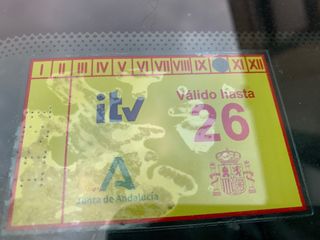 I II III IV V VI VII VIII IX XI XII
itv
Válido hasta
26
Junta de Andalucía